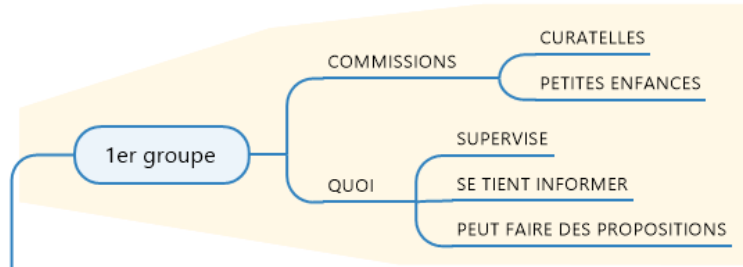 1er groupe
COMMISSIONS
CURATELLES
PETITES ENFANCES
QUOI
SUPERVISE
SE TIENT INFORMER
PEUT FAIRE DES PROPOSITIONS